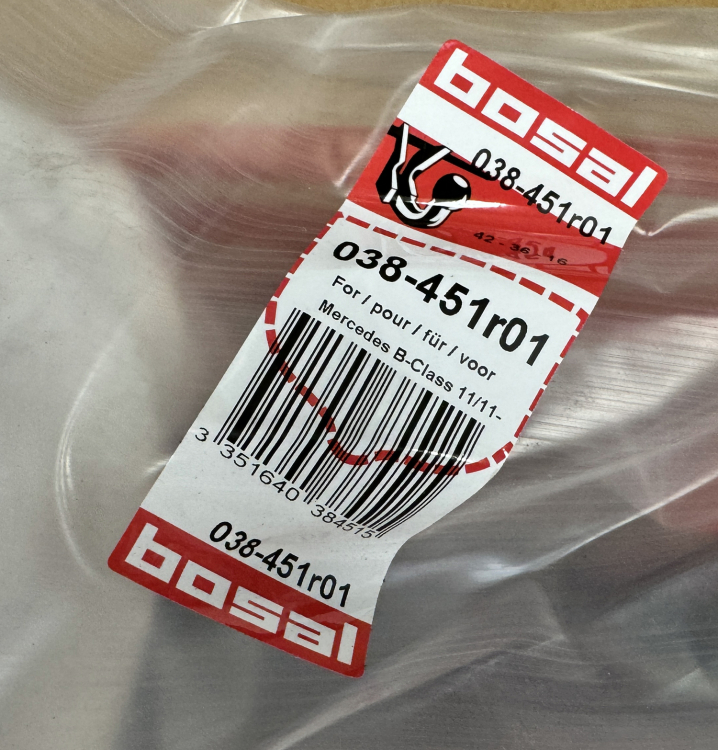 bosal
038-451r01
42 - 36 / 16
038-451r01
For / pour / für / voor
Mercedes B-Class 11/11-
3 351640 384515
038-451r01
bosal